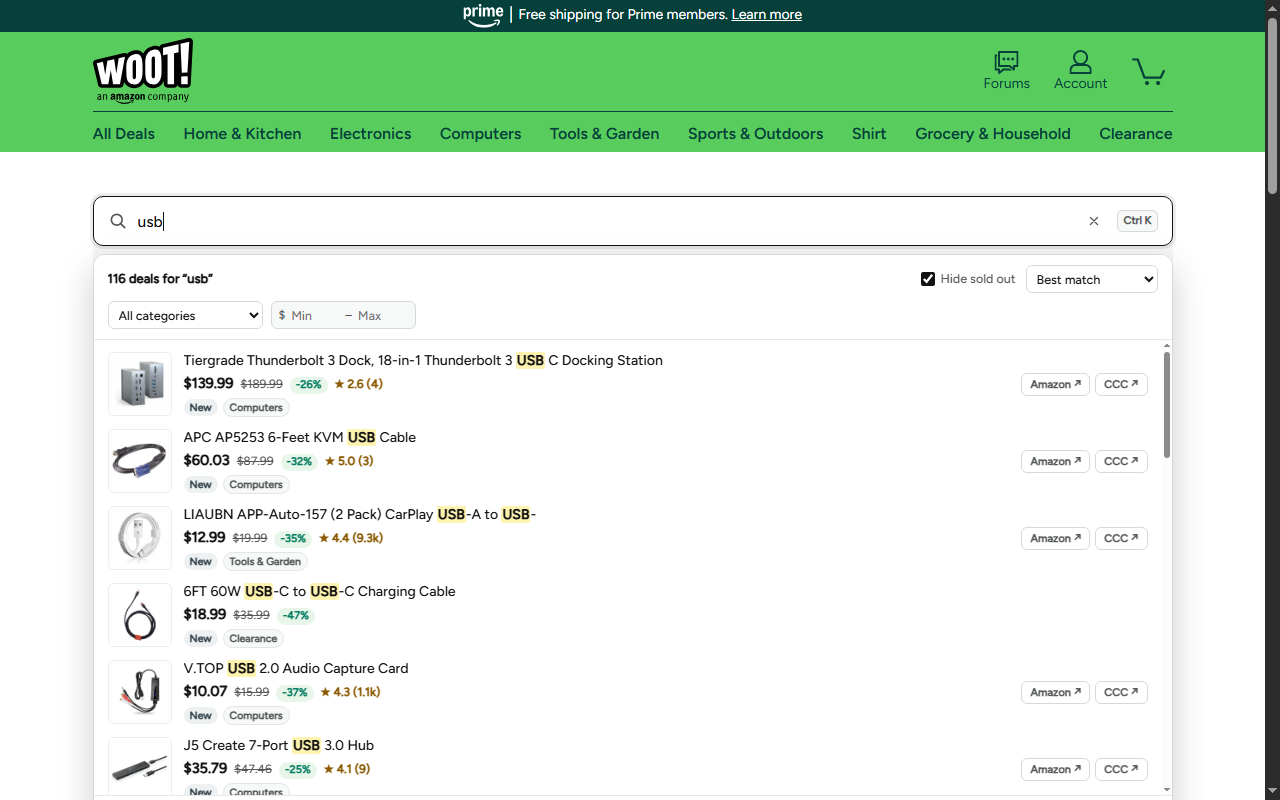 prime | Free shipping for Prime members. Learn more
WOOT!
an amazon company
Forums
Account
All Deals Home & Kitchen Electronics Computers Tools & Garden Sports & Outdoors Shirt Grocery & Household Clearance
usb
× Ctrl K
116 deals for “usb”
Hide sold out
Best match
All categories
$ Min – Max
Tiergrade Thunderbolt 3 Dock, 18-in-1 Thunderbolt 3 USB C Docking Station
$139.99 $189.99 -26% ★ 2.6 (4)
Amazon ↗ CCC ↗
New Computers
APC AP5253 6-Feet KVM USB Cable
$60.03 $87.99 -32% ★ 5.0 (3)
Amazon ↗ CCC ↗
New Computers
LIAUBN APP-Auto-157 (2 Pack) CarPlay USB-A to USB-
$12.99 $19.99 -35% ★ 4.4 (9.3k)
Amazon ↗ CCC ↗
New Tools & Garden
6FT 60W USB-C to USB-C Charging Cable
$18.99 $35.99 -47%
New Clearance
V.TOP USB 2.0 Audio Capture Card
$10.07 $15.99 -37% ★ 4.3 (1.1k)
Amazon ↗ CCC ↗
New Computers
J5 Create 7-Port USB 3.0 Hub
$35.79 $47.46 -25% ★ 4.1 (9)
Amazon ↗ CCC ↗
New Computers